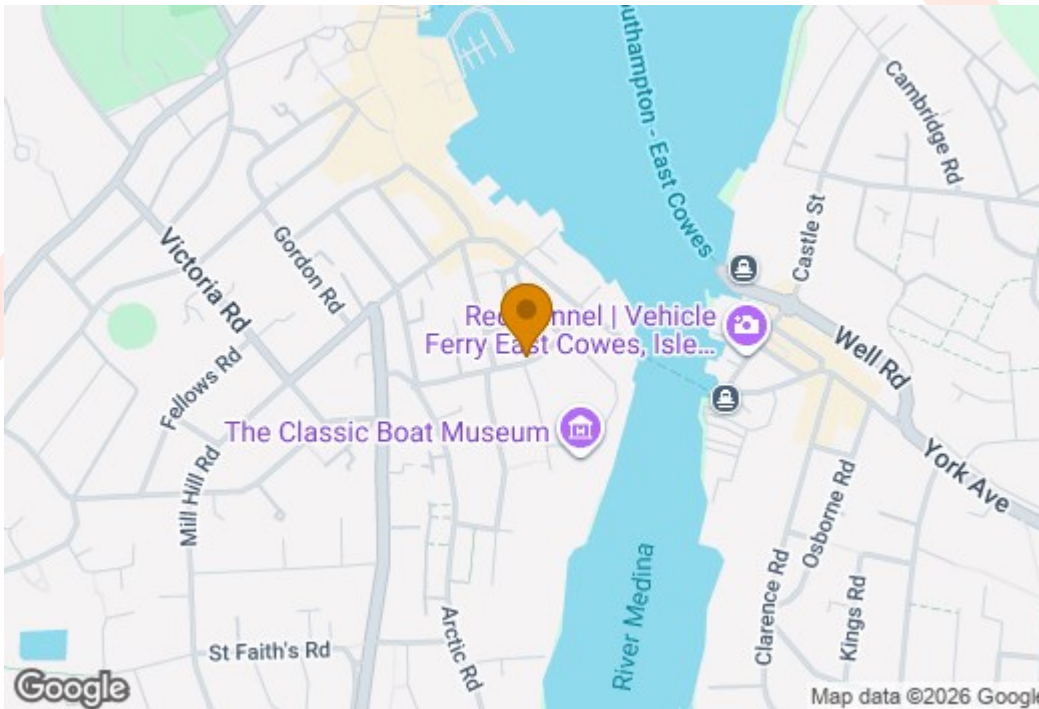 outhampton - East Cowes
Cambridge Rd
Castle St
Gordon Rd
Victoria Rd
Red Funnel | Vehicle
Ferry East Cowes, Isle...
Well Rd
Fellows Rd
The Classic Boat Museum
York Ave
Mill Hill Rd
Osborne Rd
River Medina
Clarence Rd
Kings Rd
Arctic Rd
St Faith's Rd
Google
Map data ©2026 Google